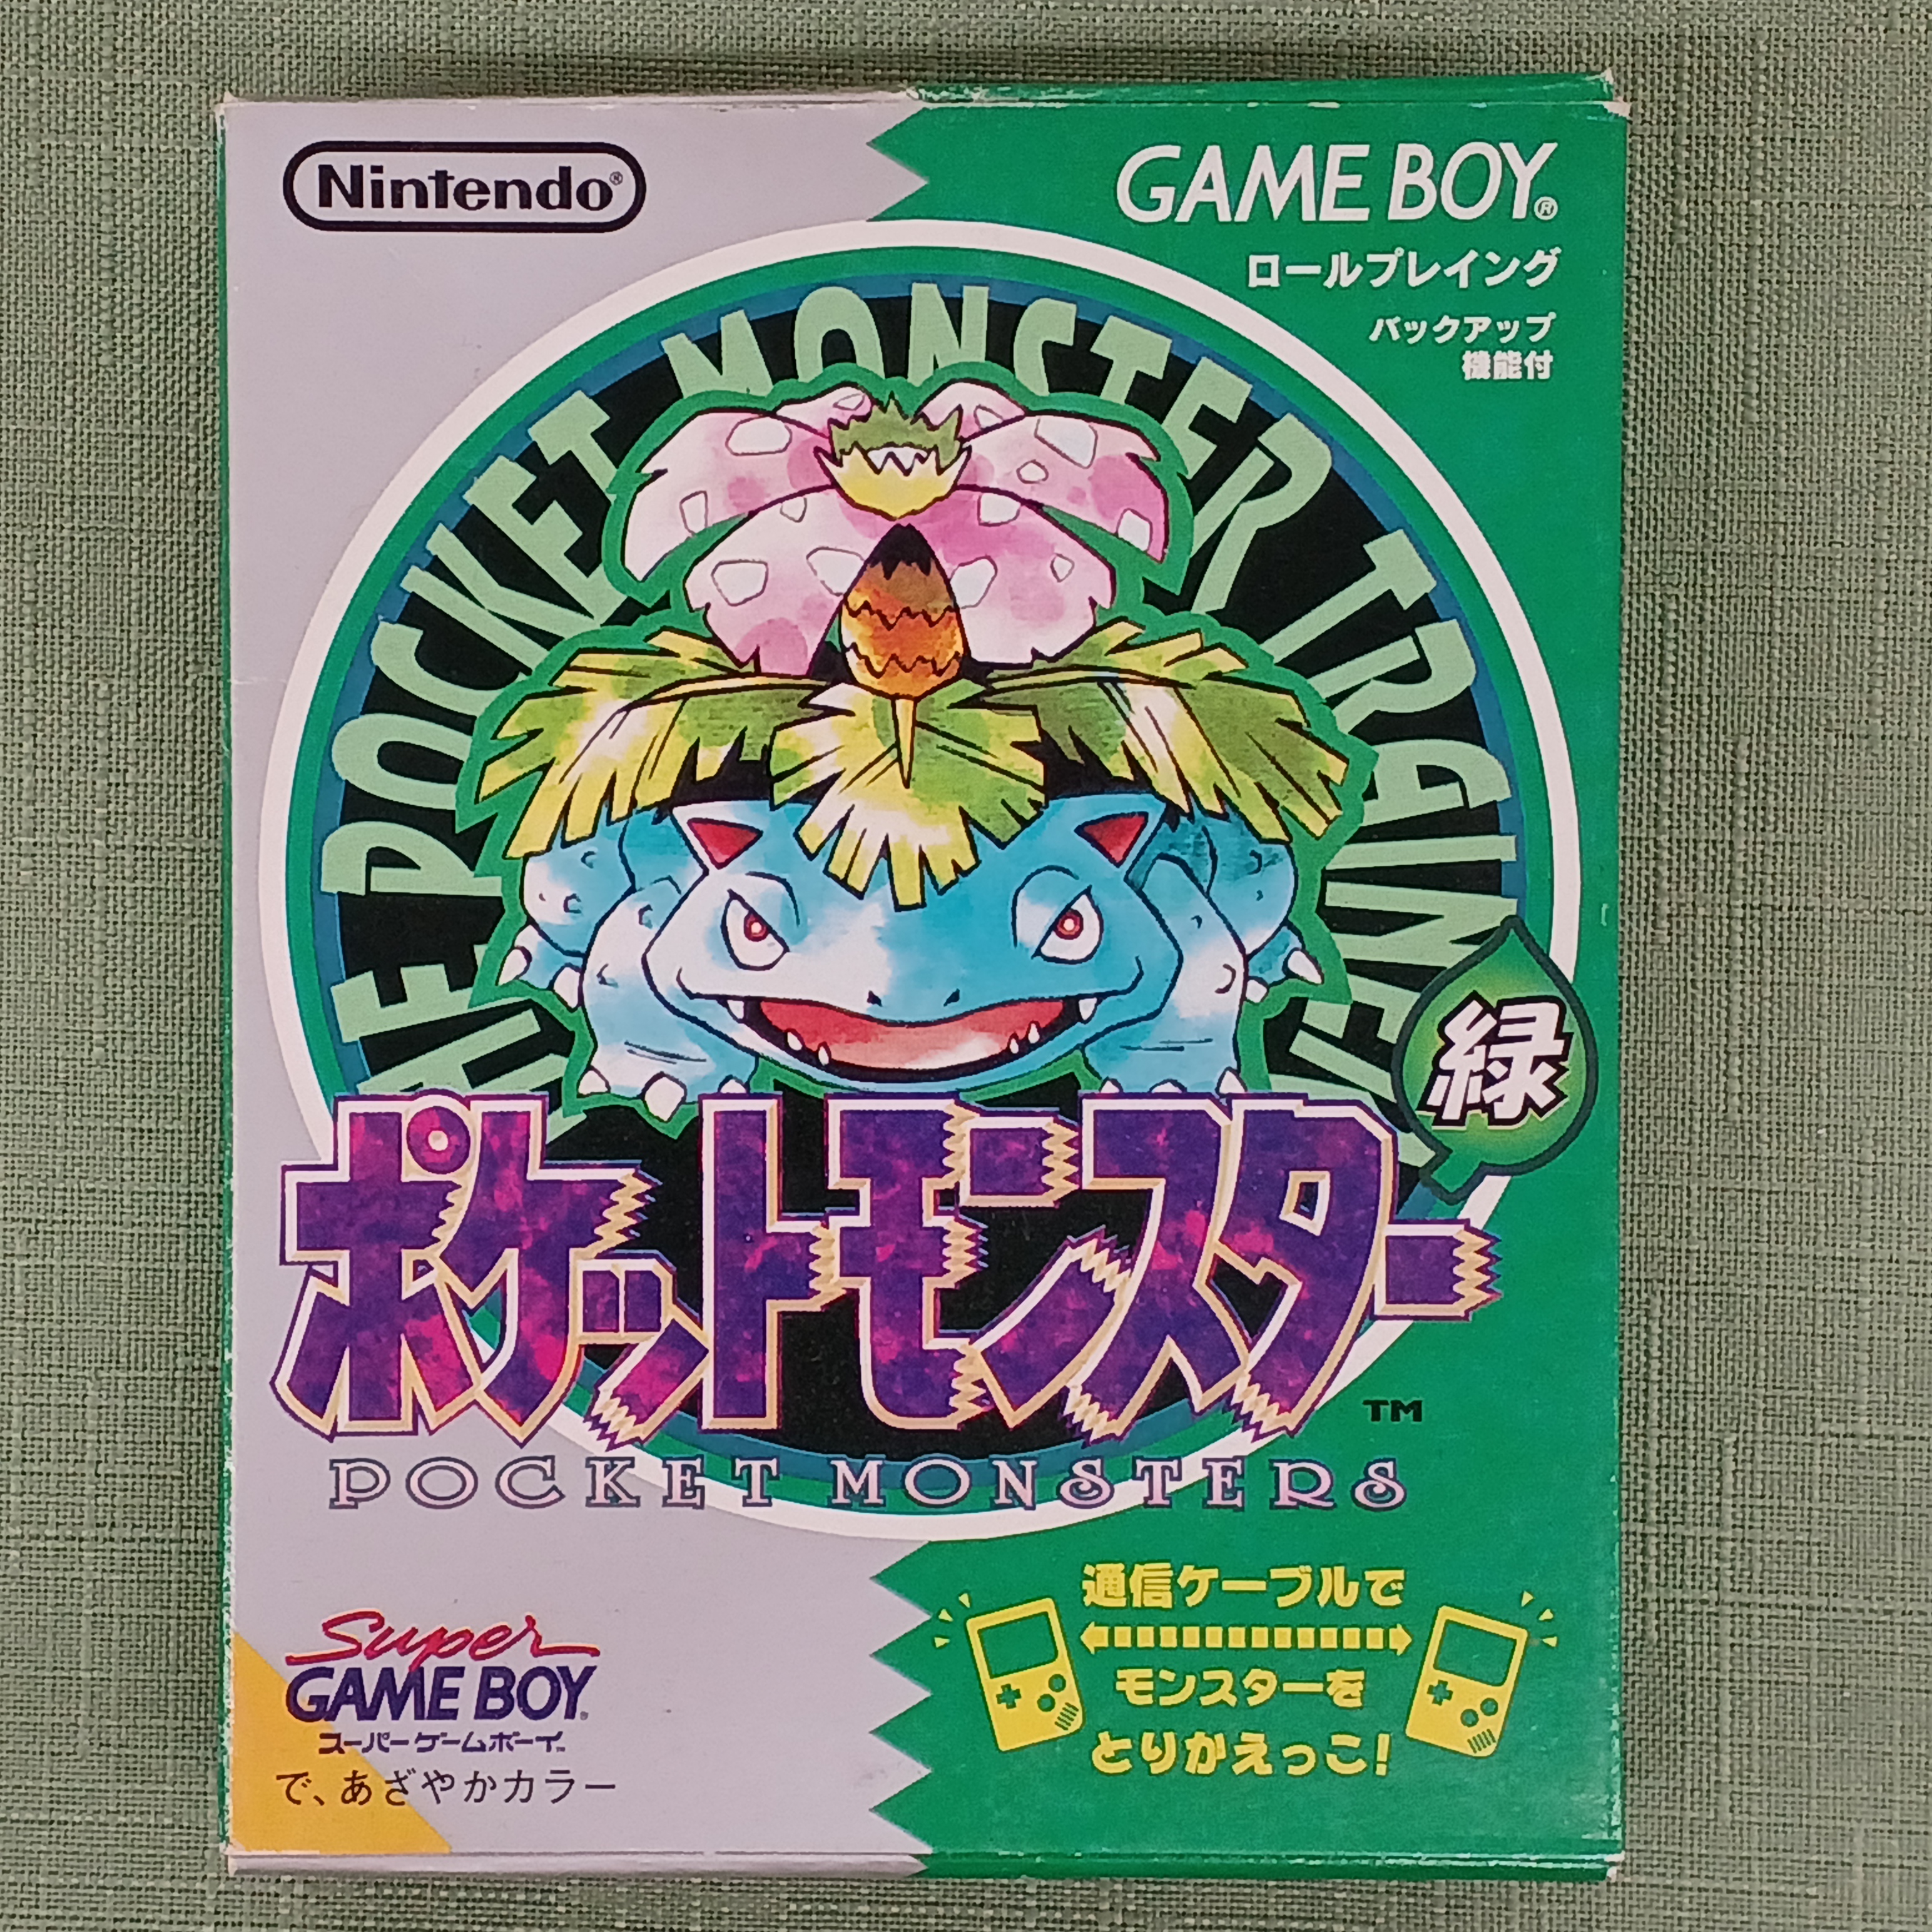 Nintendo®
GAME BOY®
ロールプレイング
バックアップ
機能付
THE POCKET MONSTER TRAINER
緑
ポケットモンスター
TM
POCKET MONSTERS
通信ケーブルで
モンスターを
とりかえっこ!
Super
GAME BOY®
スーパーゲームボーイ™
で、あざやかカラー